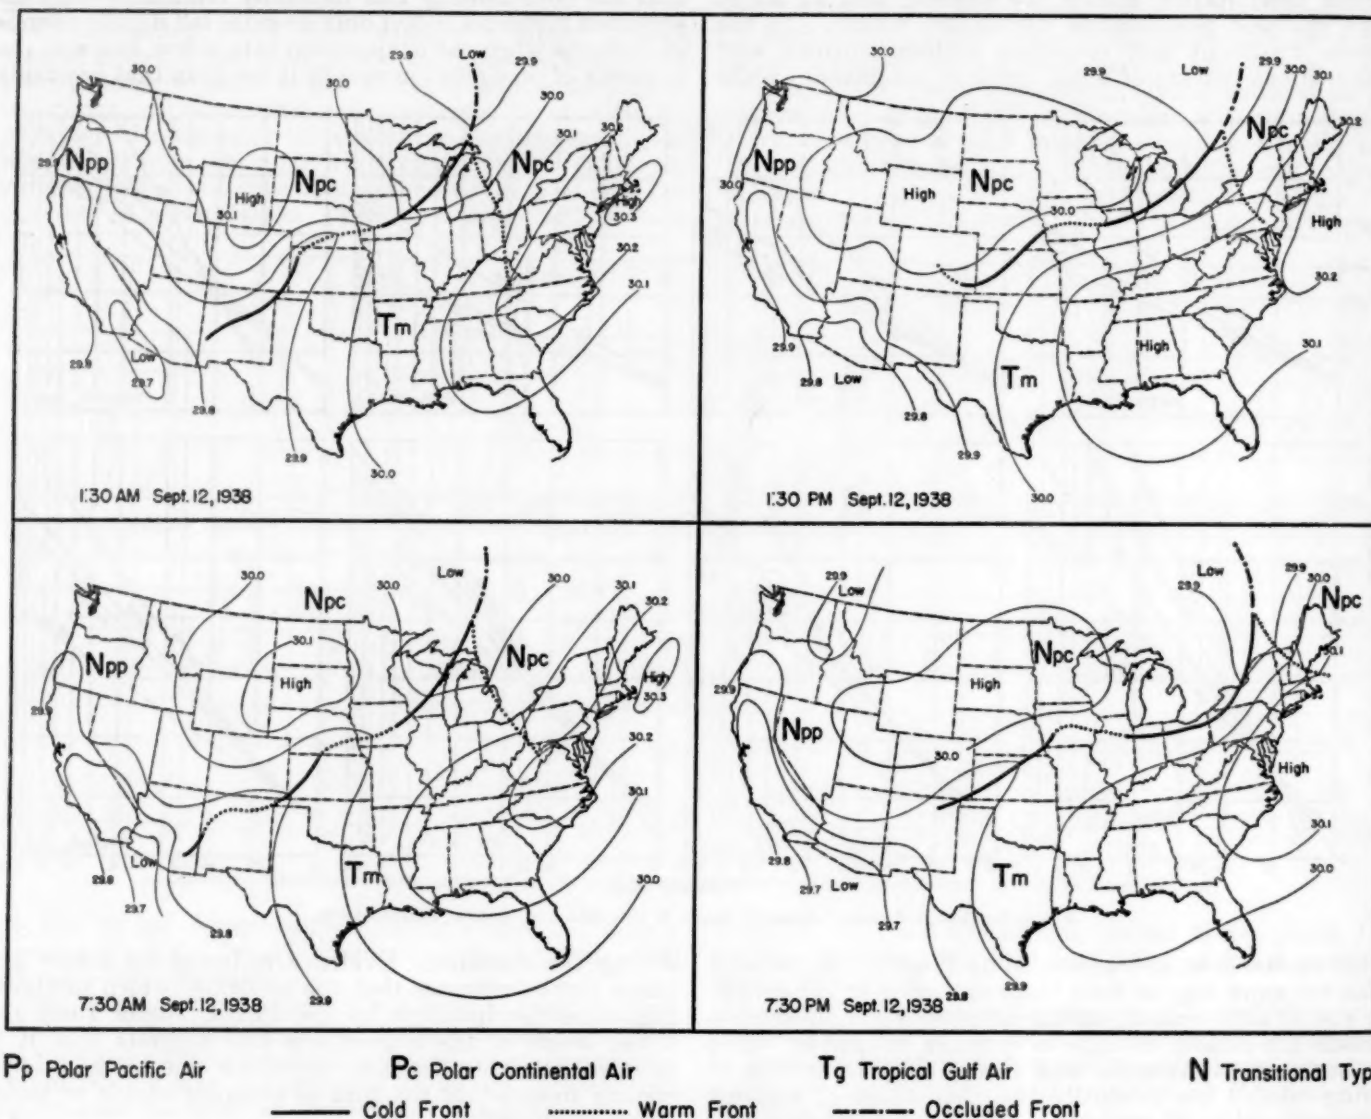 30.0
29.9
Low
29.9
30.0
30.0
30.1
30.2
Npp
Npc
Npc
High
30.1
High
30.3
30.2
30.1
Tm
29.8
Low
29.7
29.8
29.9
30.0
1:30 AM Sept. 12, 1938
30.0
29.9
Low
29.9
30.0
30.1
30.2
Npc
Npp
30.0
High
Npc
30.0
High
30.2
29.9
29.8
Low
High
30.1
Tm
29.8
29.9
30.0
1:30 PM Sept. 12, 1938
30.0
Npc
30.0
Low
30.0
30.1
30.2
30.1
Npp
High
Npc
High
30.3
29.9
30.2
30.1
Tm
29.8
Low
29.7
29.8
30.0
29.9
7:30 AM Sept. 12, 1938
29.9
Low
29.9
Low
29.9
30.0
Npc
30.1
Npc
High
29.9
Npp
30.0
High
30.1
29.8
29.7
Low
Tm
30.0
29.7
29.8
29.9
7:30 PM Sept. 12, 1938
Pp Polar Pacific Air Pc Polar Continental Air Tg Tropical Gulf Air N Transitional Typ
Cold Front Warm Front Occluded Front